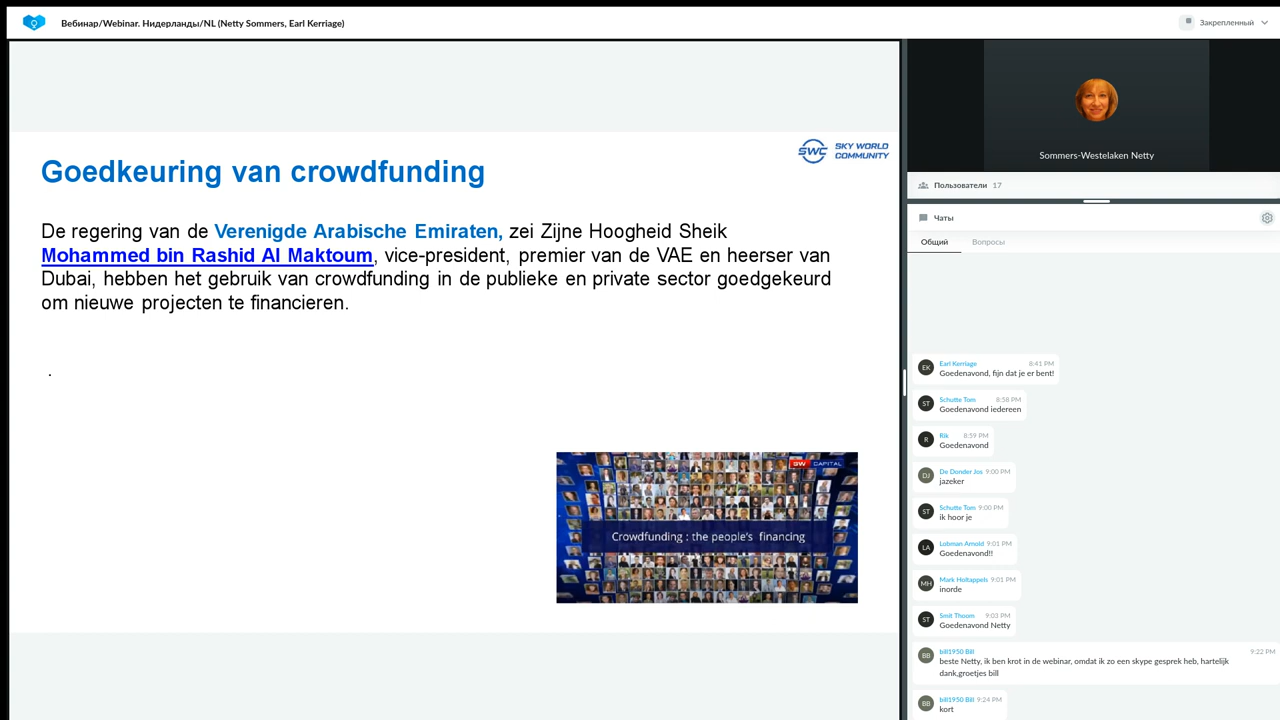 Вебинар/Webinar. Нидерланды/NL (Netty Sommers, Earl Kerriage)
Закрепленный
SWC SKY WORLD
COMMUNITY
Goedkeuring van crowdfunding
De regering van de Verenigde Arabische Emiraten, zei Zijne Hoogheid Sheik
Mohammed bin Rashid Al Maktoum, vice-president, premier van de VAE en heerser van
Dubai, hebben het gebruik van crowdfunding in de publieke en private sector goedgekeurd
om nieuwe projecten te financieren.
.
GW CAPITAL
Crowdfunding : the people's financing
Sommers-Westelaken Netty
Пользователи 17
Чаты
Общий Вопросы
EK Earl Kerriage 8:41 PM
Goedenavond, fijn dat je er bent!
ST Schutte Tom 8:58 PM
Goedenavond iedereen
R Rik 8:59 PM
Goedenavond
DJ De Donder Jos 9:00 PM
jazeker
ST Schutte Tom 9:00 PM
ik hoor je
LA Lobman Arnold 9:01 PM
Goedenavond!!
MH Mark Holtappels 9:01 PM
inorde
ST Smit Thoom 9:03 PM
Goedenavond Netty
BB bill1950 Bill 9:22 PM
beste Netty, ik ben krot in de webinar, omdat ik zo een skype gesprek heb, hartelijk
dank,groetjes bill
BB bill1950 Bill 9:24 PM
kort